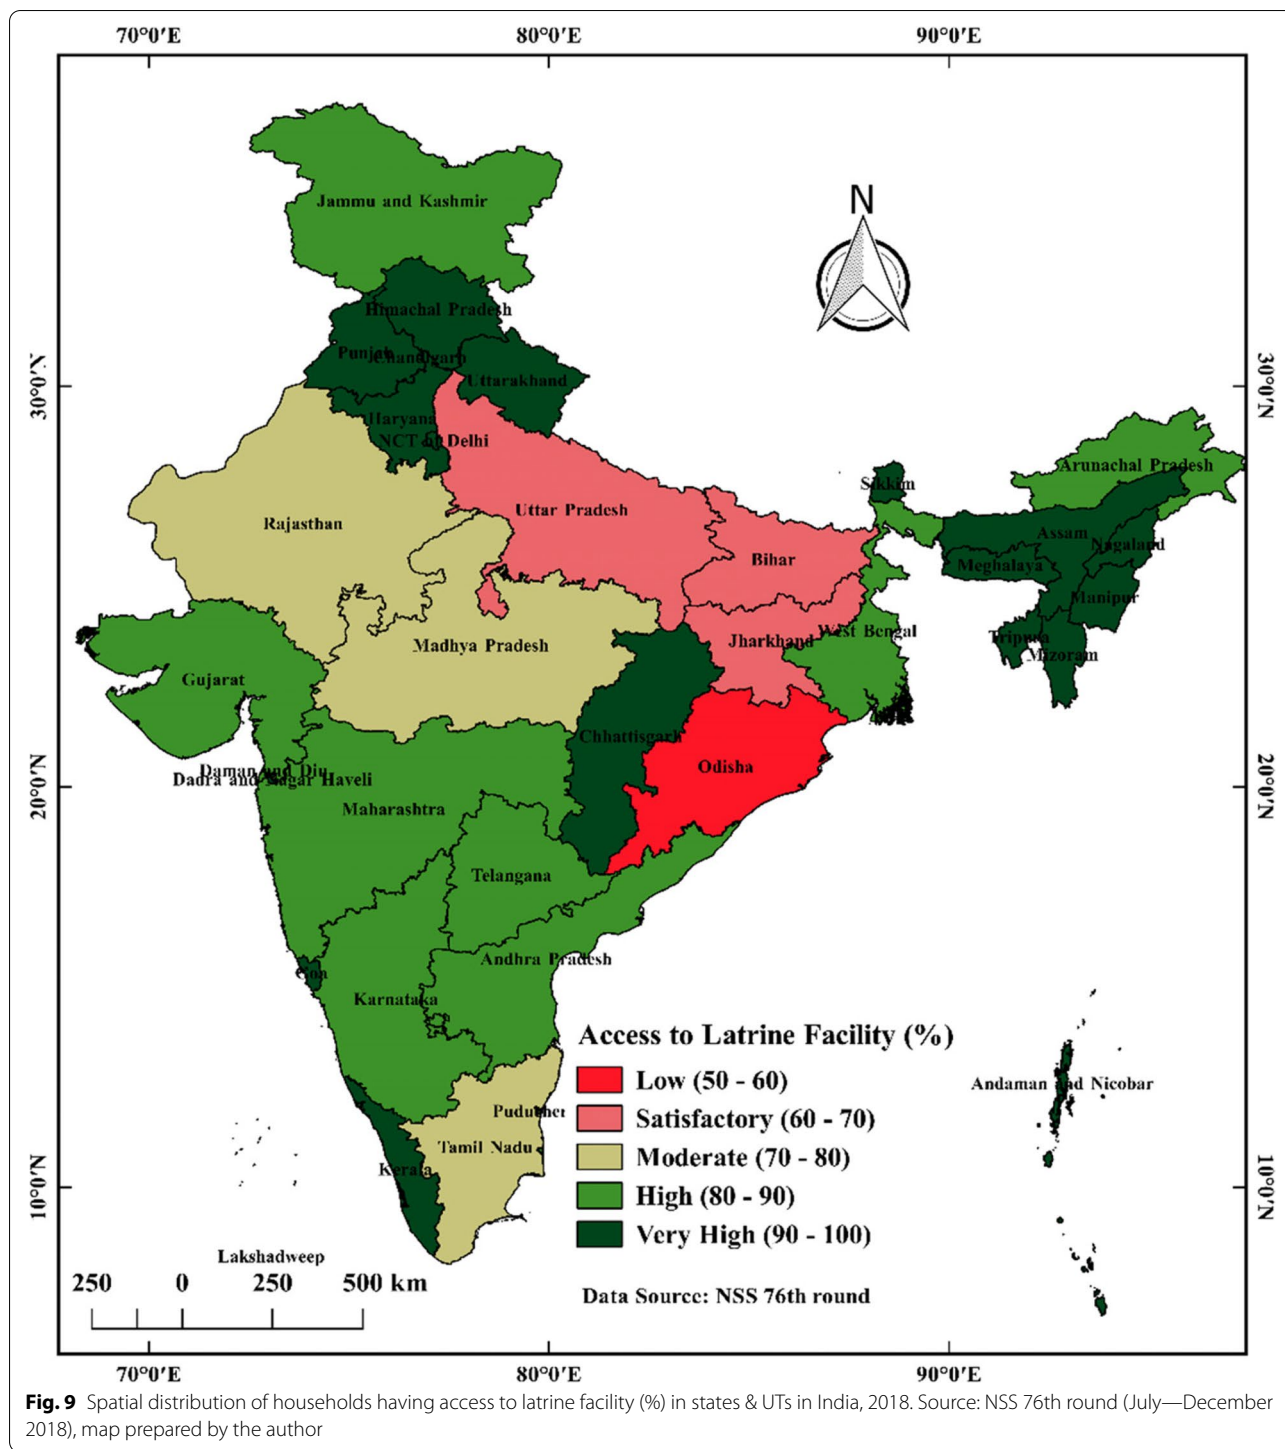 70°0'E 80°0'E 90°0'E
N
Jammu and Kashmir
Himachal Pradesh
Punjab
Chandigarh
Uttarakhand
30°0'N
30°0'N
Haryana
NCT of Delhi
Arunachal Pradesh
Sikkim
Uttar Pradesh
Rajasthan
Assam
Nagaland
Bihar
Meghalaya
Manipur
West Bengal
Jharkhand
Tripura
Madhya Pradesh
Mizoram
Gujarat
Chhattisgarh
Odisha
Daman and Diu
Dadra and Nagar Haveli
20°0'N
20°0'N
Maharashtra
Telangana
Andhra Pradesh
Goa
Karnataka
Access to Latrine Facility (%)
Low (50 - 60)
Satisfactory (60 - 70)
Moderate (70 - 80)
High (80 - 90)
Very High (90 - 100)
Andaman and Nicobar
Puducher
Tamil Nadu
Kerala
10°0'N
10°0'N
Lakshadweep
250 0 250 500 km
Data Source: NSS 76th round
70°0'E 80°0'E 90°0'E
Fig. 9 Spatial distribution of households having access to latrine facility (%) in states & UTs in India, 2018. Source: NSS 76th round (July—December
2018), map prepared by the author